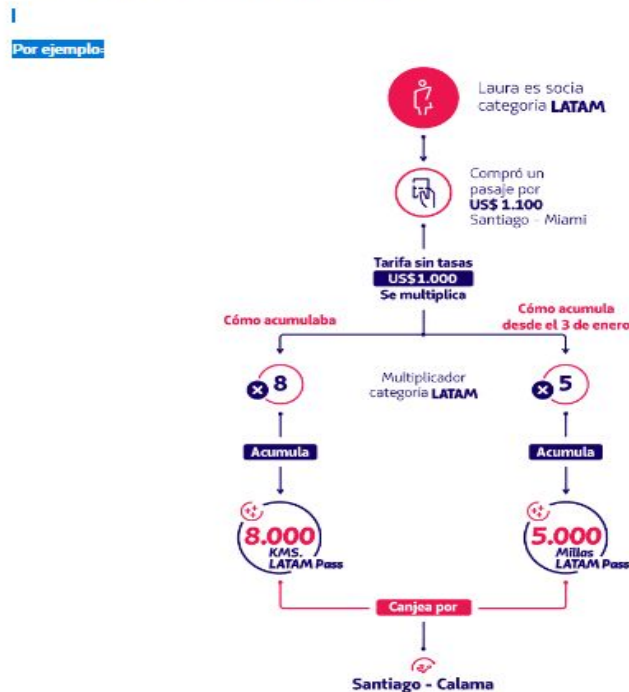 Por ejemplo:
Laura es socia
categoría LATAM
Compró un
pasaje por
US$ 1.100
Santiago - Miami
Tarifa sin tasas
US$1.000
Se multiplica
Cómo acumulaba
Cómo acumula
desde el 3 de enero
x 8
Multiplicador
categoría LATAM
x 5
Acumula
Acumula
8.000
KMS.
LATAM Pass
5.000
Millas
LATAM Pass
Canjea por
Santiago - Calama